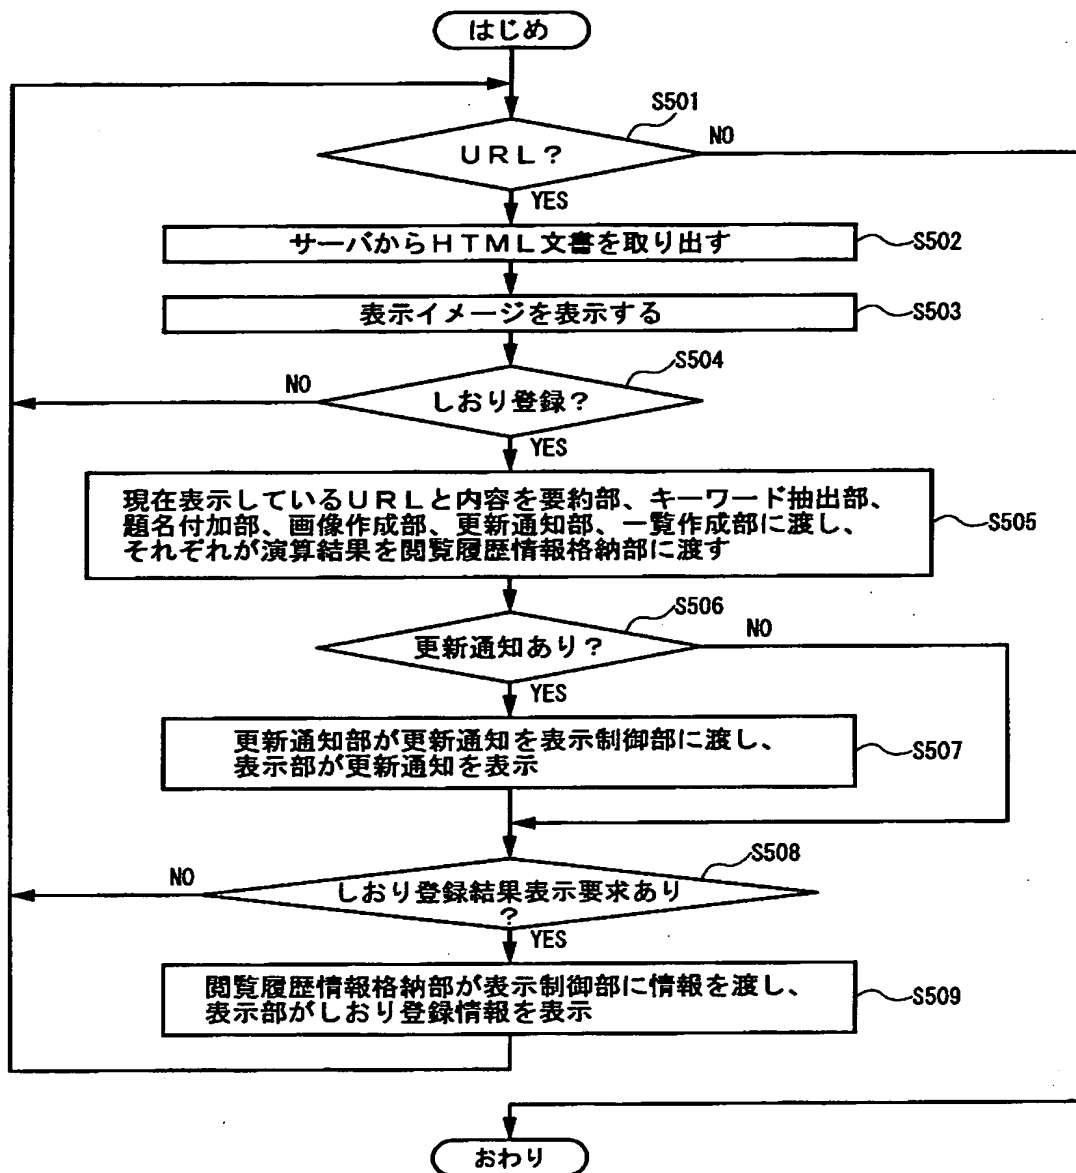 はじめ
S501
URL?
NO
YES
サーバからHTML文書を取り出す
S502
表示イメージを表示する
S503
S504
NO
しおり登録?
YES
現在表示しているURLと内容を要約部、キーワード抽出部、
題名付加部、画像作成部、更新通知部、一覧作成部に渡し、
それぞれが演算結果を閲覧履歴情報格納部に渡す
S505
S506
更新通知あり?
NO
YES
更新通知部が更新通知を表示制御部に渡し、
表示部が更新通知を表示
S507
S508
NO
しおり登録結果表示要求あり
?
YES
閲覧履歴情報格納部が表示制御部に情報を渡し、
表示部がしおり登録情報を表示
S509
おわり